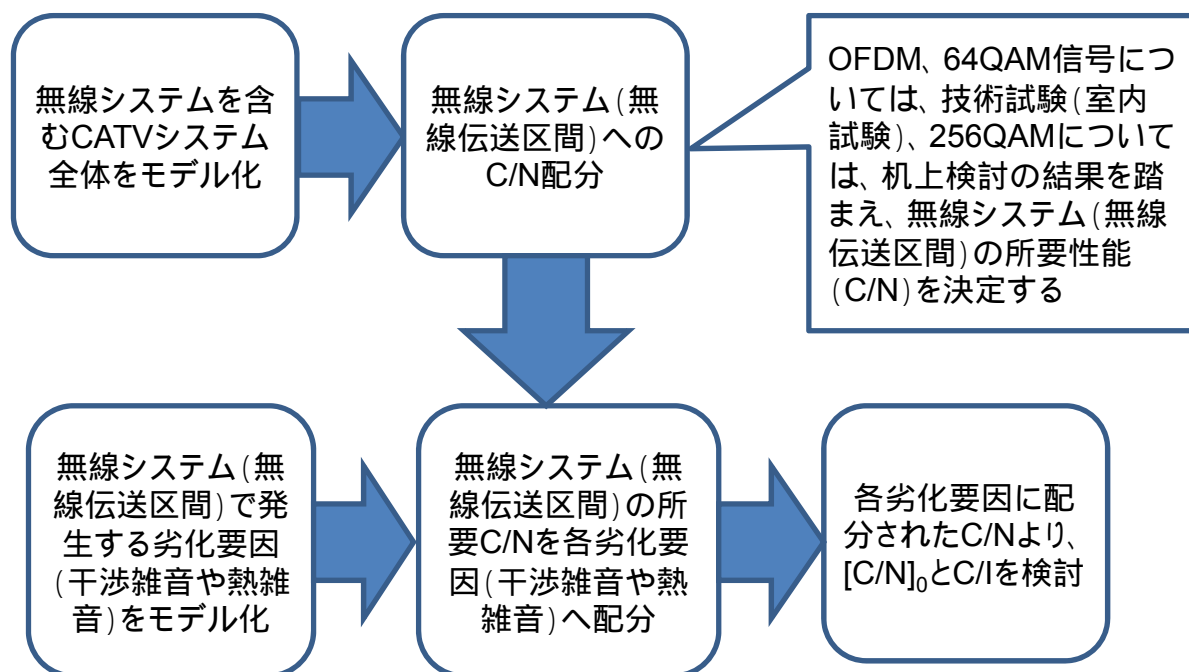 無線システムを含
むCATVシステム
全体をモデル化
無線システム(無
線伝送区間)への
C/N配分
OFDM、64QAM信号につ
いては、技術試験(室内
試験)、256QAMについて
は、机上検討の結果を踏
まえ、無線システム(無線
伝送区間)の所要性能
(C/N)を決定する
無線システム(無
線伝送区間)で発
生する劣化要因
(干渉雑音や熱雑
音)をモデル化
無線システム(無
線伝送区間)の所
要C/Nを各劣化要
因(干渉雑音や熱
雑音)へ配分
各劣化要因に配
分されたC/Nより、
[C/N]₀とC/Iを検討